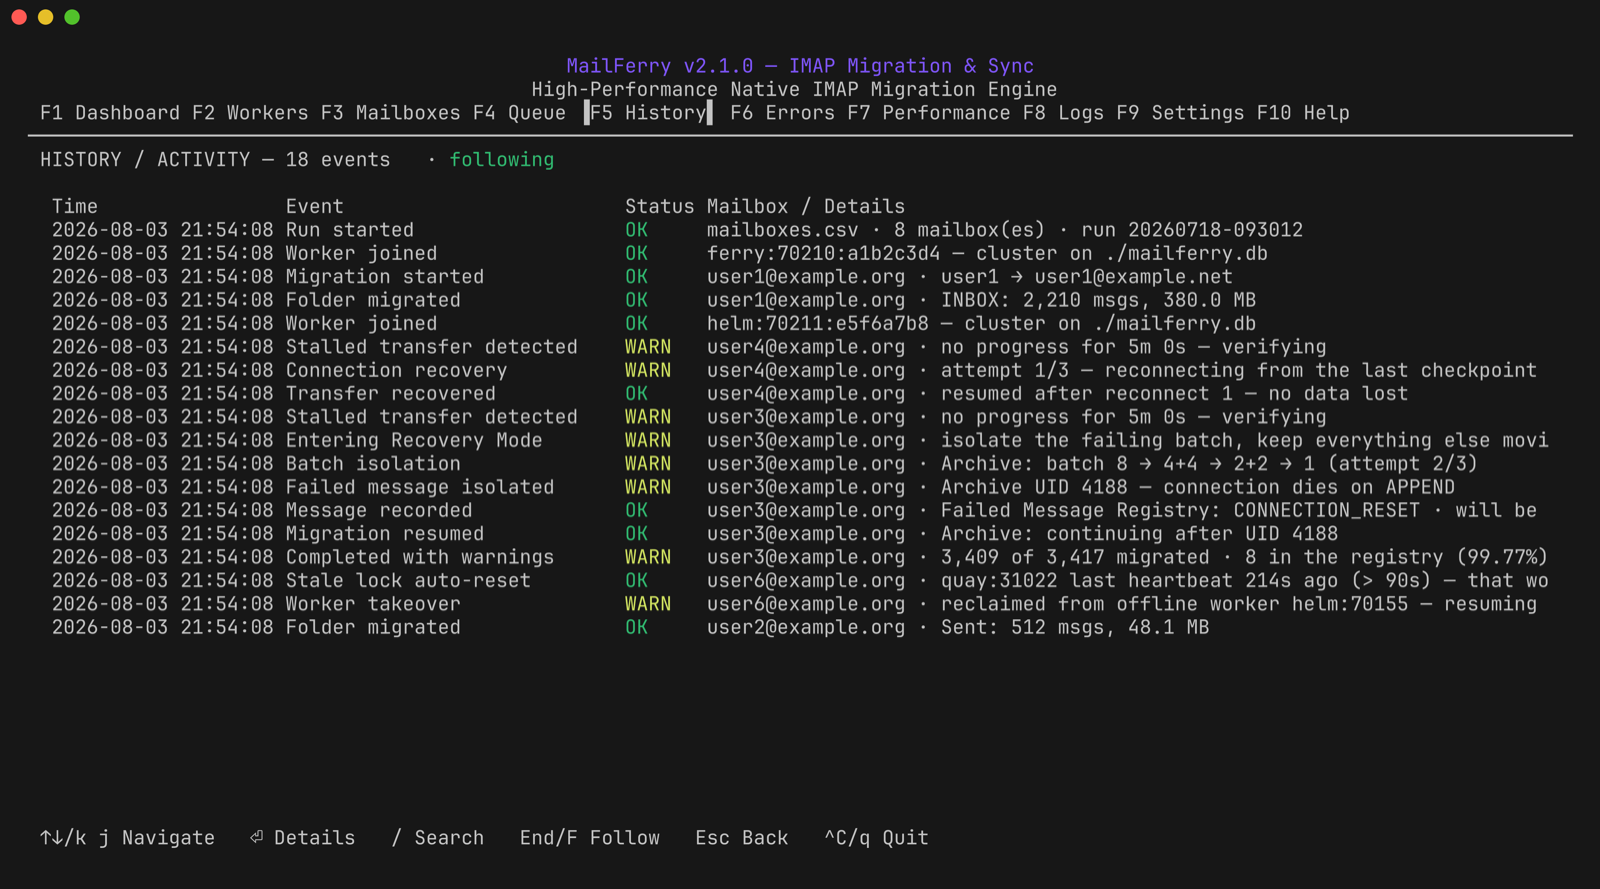 MailFerry v2.1.0 — IMAP Migration & Sync
High-Performance Native IMAP Migration Engine
F1 Dashboard F2 Workers F3 Mailboxes F4 Queue F5 History F6 Errors F7 Performance F8 Logs F9 Settings F10 Help
HISTORY / ACTIVITY — 18 events · following
Time Event Status Mailbox / Details
2026-08-03 21:54:08 Run started OK mailboxes.csv · 8 mailbox(es) · run 20260718-093012
2026-08-03 21:54:08 Worker joined OK ferry:70210:a1b2c3d4 — cluster on ./mailferry.db
2026-08-03 21:54:08 Migration started OK user1@example.org · user1 → user1@example.net
2026-08-03 21:54:08 Folder migrated OK user1@example.org · INBOX: 2,210 msgs, 380.0 MB
2026-08-03 21:54:08 Worker joined OK helm:70211:e5f6a7b8 — cluster on ./mailferry.db
2026-08-03 21:54:08 Stalled transfer detected WARN user4@example.org · no progress for 5m 0s — verifying
2026-08-03 21:54:08 Connection recovery WARN user4@example.org · attempt 1/3 — reconnecting from the last checkpoint
2026-08-03 21:54:08 Transfer recovered OK user4@example.org · resumed after reconnect 1 — no data lost
2026-08-03 21:54:08 Stalled transfer detected WARN user3@example.org · no progress for 5m 0s — verifying
2026-08-03 21:54:08 Entering Recovery Mode WARN user3@example.org · isolate the failing batch, keep everything else movi
2026-08-03 21:54:08 Batch isolation WARN user3@example.org · Archive: batch 8 → 4+4 → 2+2 → 1 (attempt 2/3)
2026-08-03 21:54:08 Failed message isolated WARN user3@example.org · Archive UID 4188 — connection dies on APPEND
2026-08-03 21:54:08 Message recorded OK user3@example.org · Failed Message Registry: CONNECTION_RESET · will be
2026-08-03 21:54:08 Migration resumed OK user3@example.org · Archive: continuing after UID 4188
2026-08-03 21:54:08 Completed with warnings WARN user3@example.org · 3,409 of 3,417 migrated · 8 in the registry (99.77%)
2026-08-03 21:54:08 Stale lock auto-reset OK user6@example.org · quay:31022 last heartbeat 214s ago (> 90s) — that wo
2026-08-03 21:54:08 Worker takeover WARN user6@example.org · reclaimed from offline worker helm:70155 — resuming
2026-08-03 21:54:08 Folder migrated OK user2@example.org · Sent: 512 msgs, 48.1 MB
↑↓/k j Navigate ⏎ Details / Search End/F Follow Esc Back ^C/q Quit